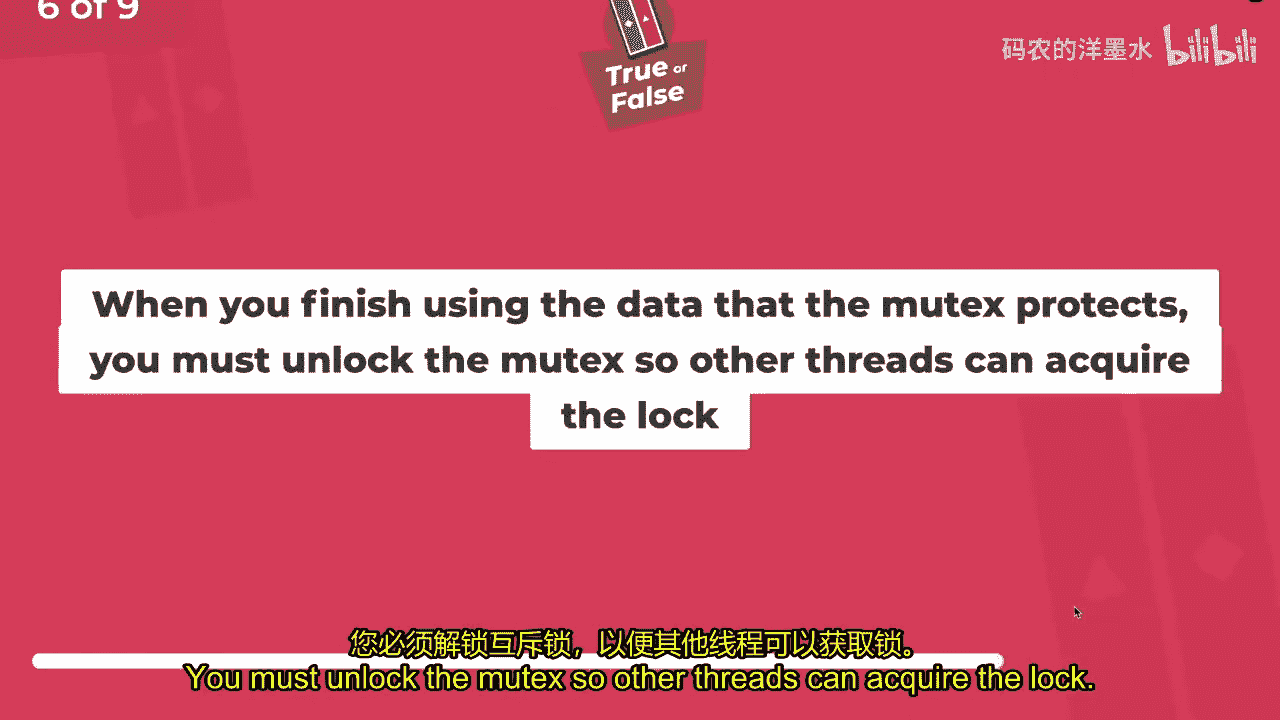 6 of 9
码农的洋墨水 bilibili
True or
False
When you finish using the data that the mutex protects,
you must unlock the mutex so other threads can acquire
the lock
您必须解锁互斥锁，以便其他线程可以获取锁。
You must unlock the mutex so other threads can acquire the lock.